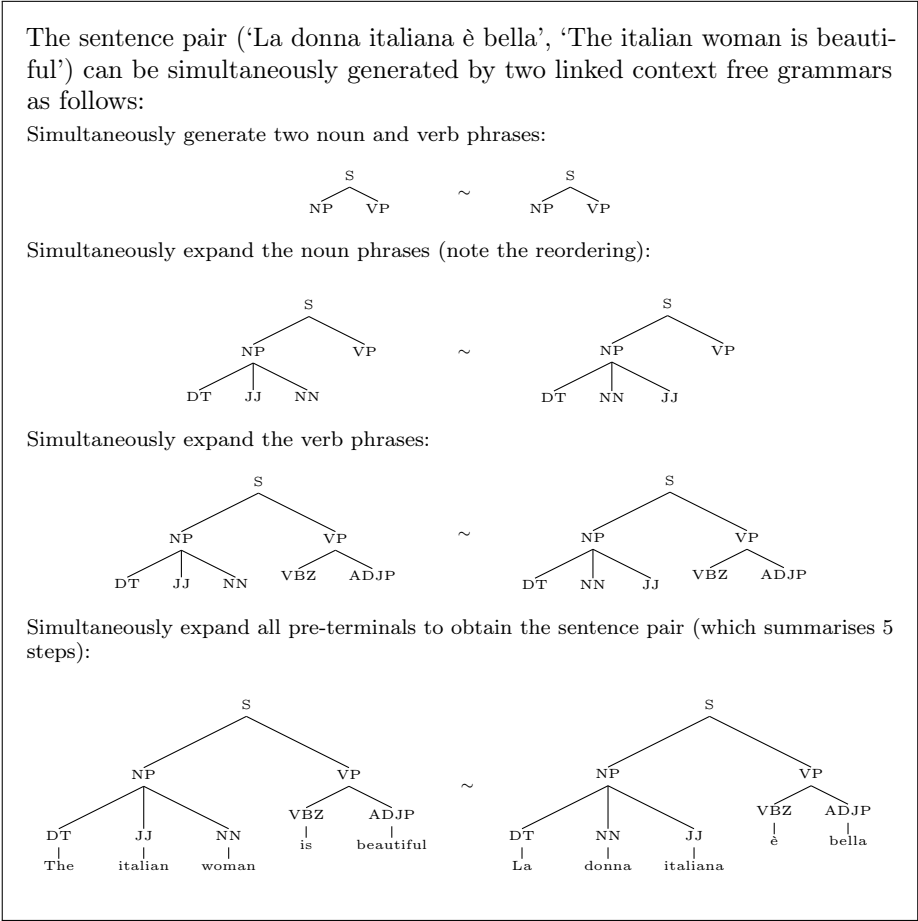 The sentence pair (‘La donna italiana è bella’, ‘The italian woman is beauti-
ful’) can be simultaneously generated by two linked context free grammars
as follows:
Simultaneously generate two noun and verb phrases:
S S
NP VP ~ NP VP
Simultaneously expand the noun phrases (note the reordering):
S S
NP VP ~ NP VP
DT JJ NN DT NN JJ
Simultaneously expand the verb phrases:
S S
NP VP ~ NP VP
DT JJ NN VBZ ADJP DT NN JJ VBZ ADJP
Simultaneously expand all pre-terminals to obtain the sentence pair (which summarises 5
steps):
S S
NP VP ~ NP VP
VBZ ADJP VBZ ADJP
DT JJ NN is beautiful DT NN JJ è bella
The italian woman La donna italiana